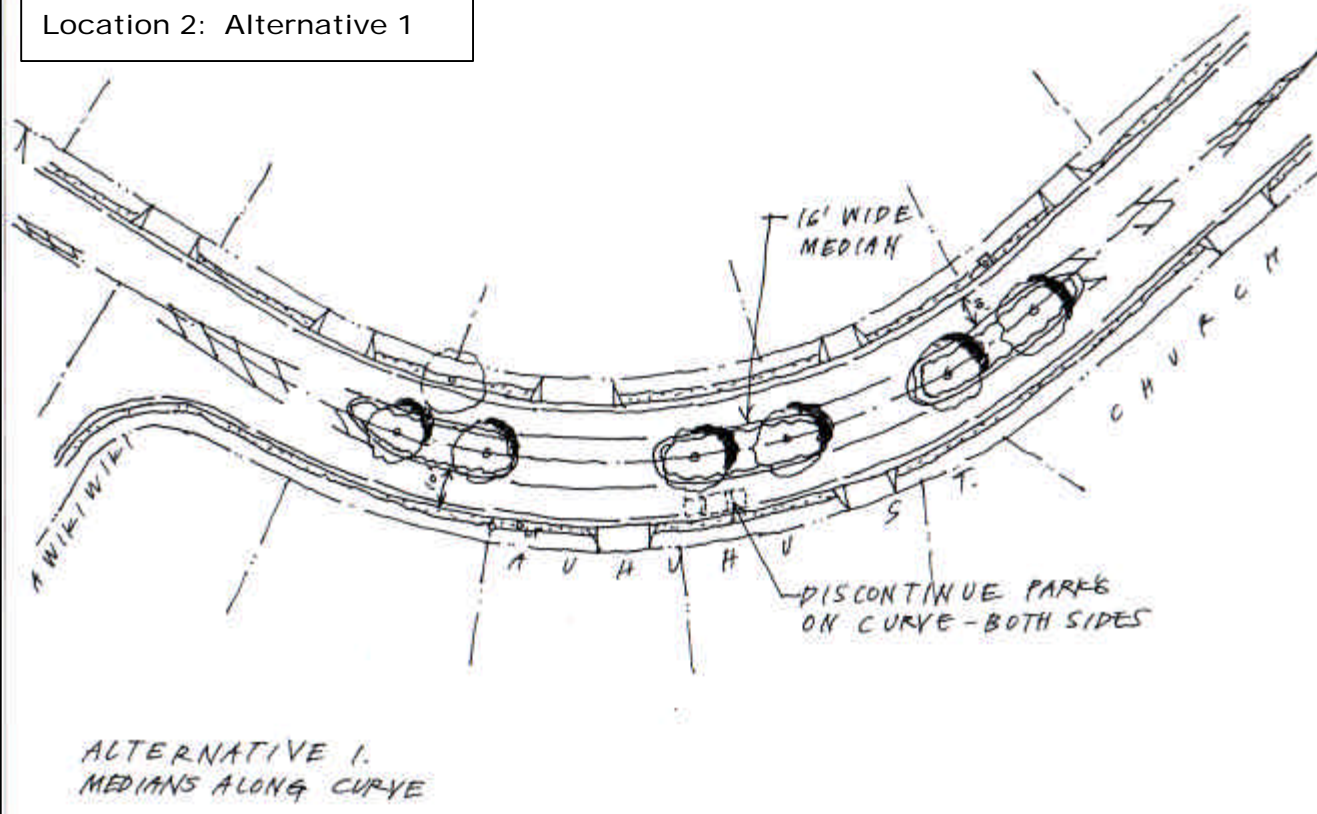 Location 2: Alternative 1
16' WIDE
MEDIAN
CHURCH
AWIKIWIKI
AUHUHU ST.
DISCONTINUE PARK'G
ON CURVE - BOTH SIDES
ALTERNATIVE 1.
MEDIANS ALONG CURVE